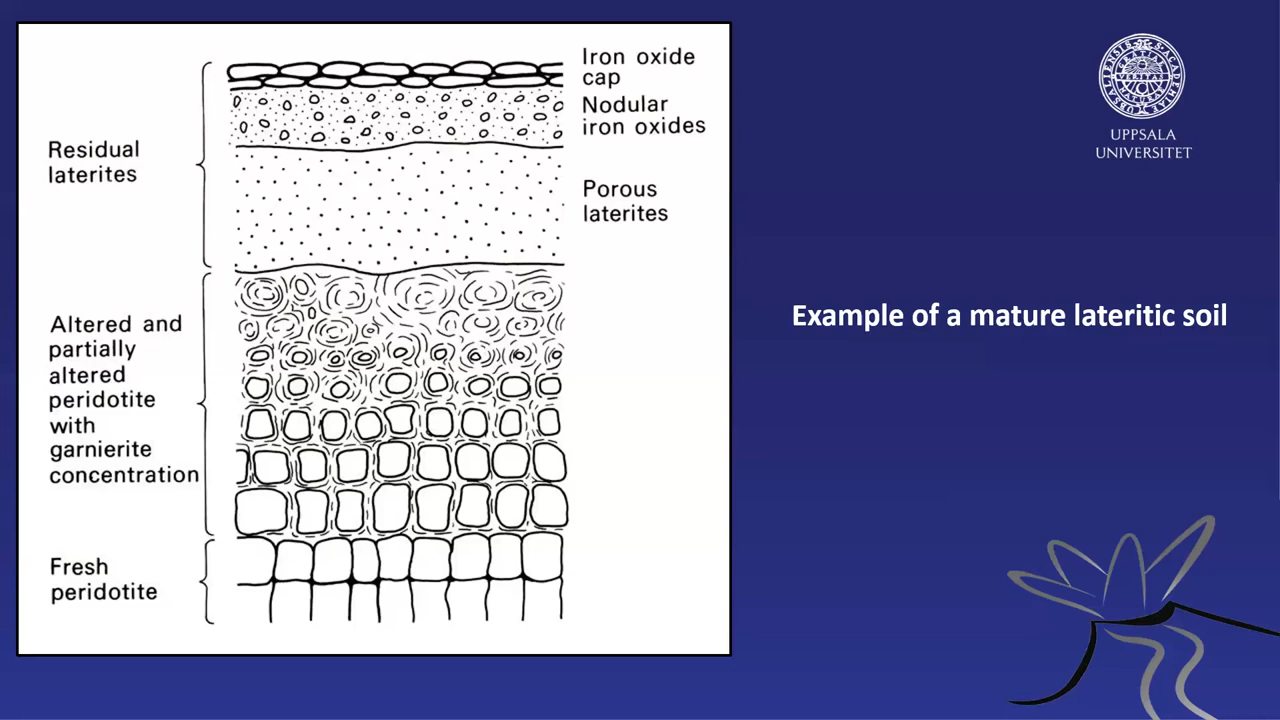 Iron oxide
cap
Nodular
iron oxides
Residual
laterites
Porous
laterites
Altered and
partially
altered
peridotite
with
garnierite
concentration
Fresh
peridotite
Example of a mature lateritic soil
UPPSALA
UNIVERSITET